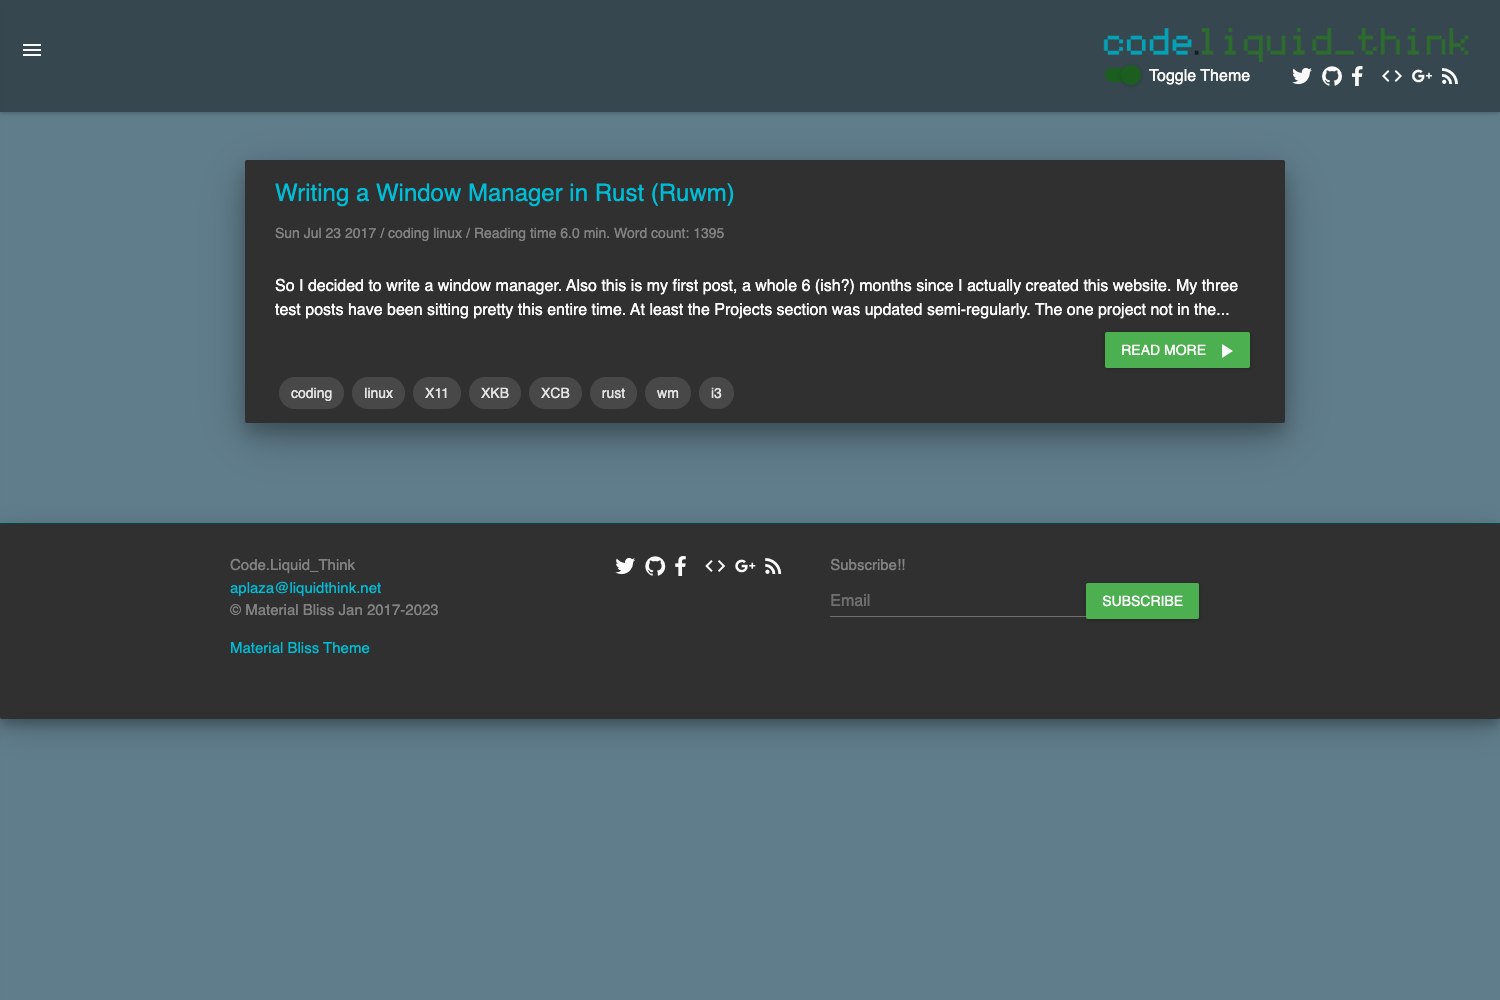 code.liquid_think
Toggle Theme
Writing a Window Manager in Rust (Ruwm)
Sun Jul 23 2017 / coding linux / Reading time 6.0 min. Word count: 1395
So I decided to write a window manager. Also this is my first post, a whole 6 (ish?) months since I actually created this website. My three
test posts have been sitting pretty this entire time. At least the Projects section was updated semi-regularly. The one project not in the...
READ MORE
coding linux X11 XKB XCB rust wm i3
Code.Liquid_Think
aplaza@liquidthink.net
© Material Bliss Jan 2017-2023
Material Bliss Theme
Subscribe!!
Email
SUBSCRIBE